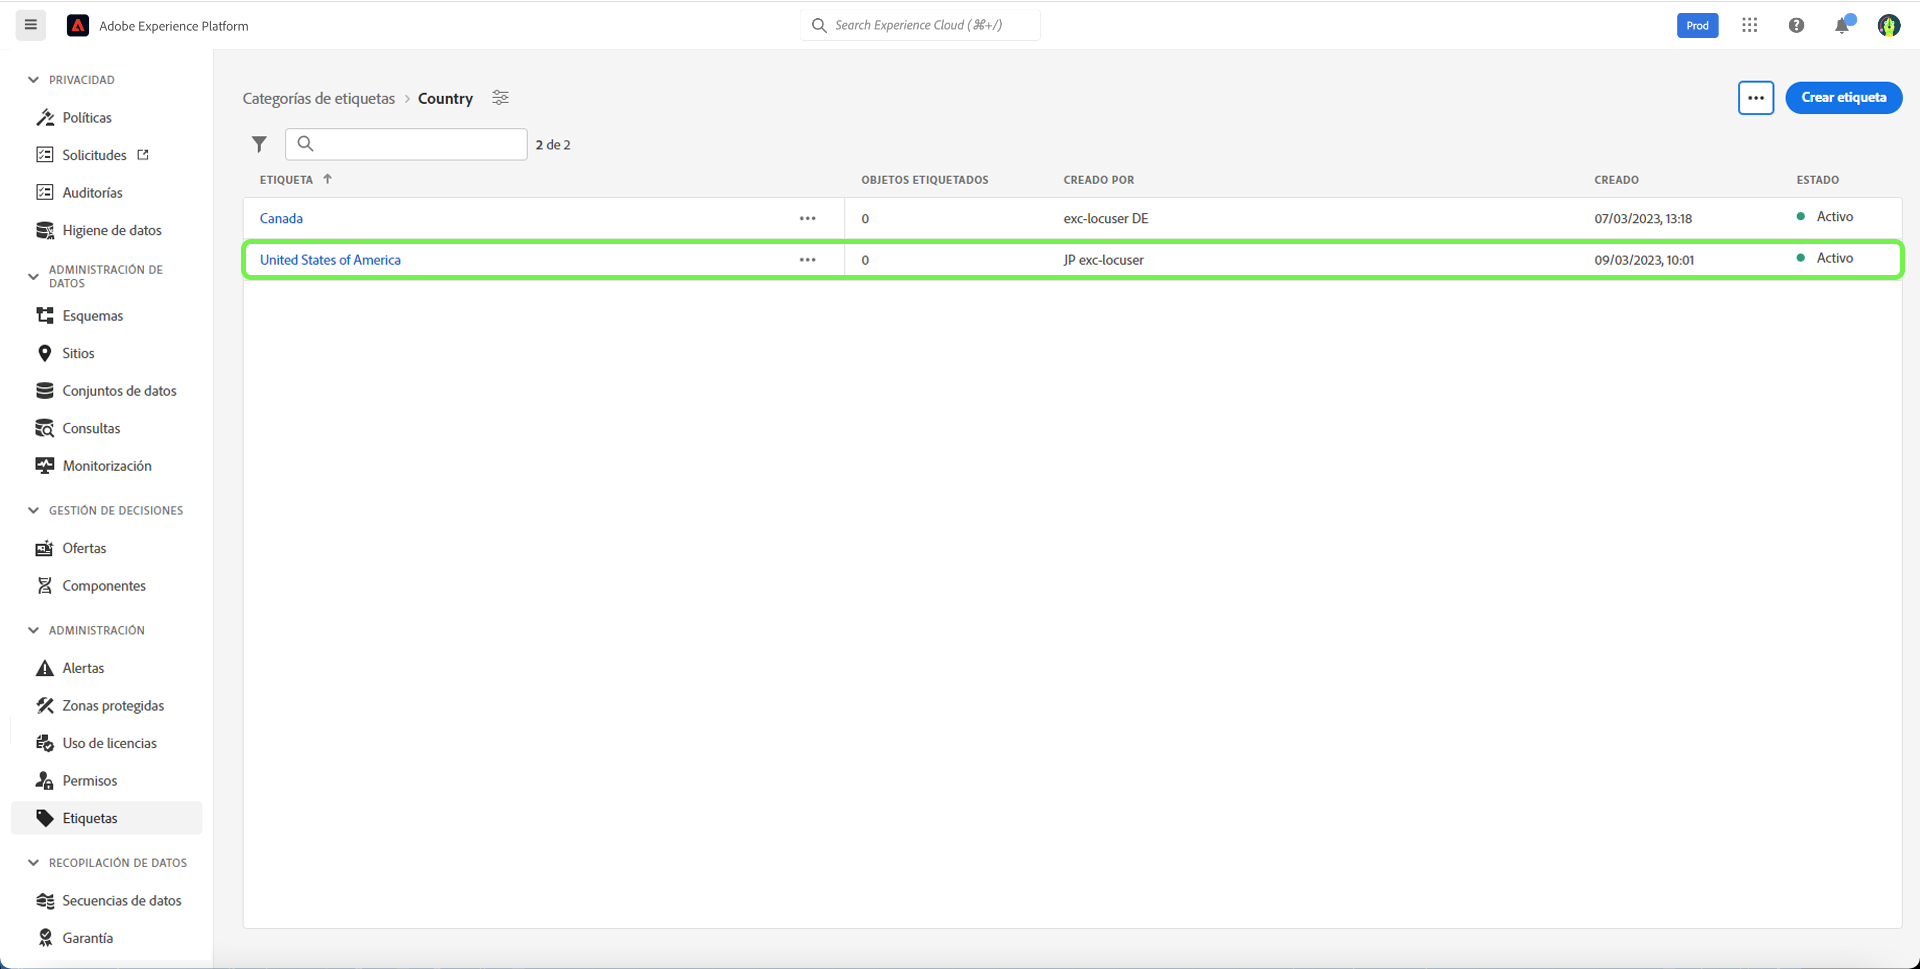 Adobe Experience Platform
Search Experience Cloud (⌘+/)
Prod
PRIVACIDAD
Políticas
Solicitudes
Auditorías
Higiene de datos
ADMINISTRACIÓN DE
DATOS
Esquemas
Sitios
Conjuntos de datos
Consultas
Monitorización
GESTIÓN DE DECISIONES
Ofertas
Componentes
ADMINISTRACIÓN
Alertas
Zonas protegidas
Uso de licencias
Permisos
Etiquetas
RECOPILACIÓN DE DATOS
Secuencias de datos
Garantía
Categorías de etiquetas > Country
Crear etiqueta
2 de 2
ETIQUETA OBJETOS ETIQUETADOS CREADO POR CREADO ESTADO
Canada 0 exc-locuser DE 07/03/2023, 13:18 Activo
United States of America 0 JP exc-locuser 09/03/2023, 10:01 Activo